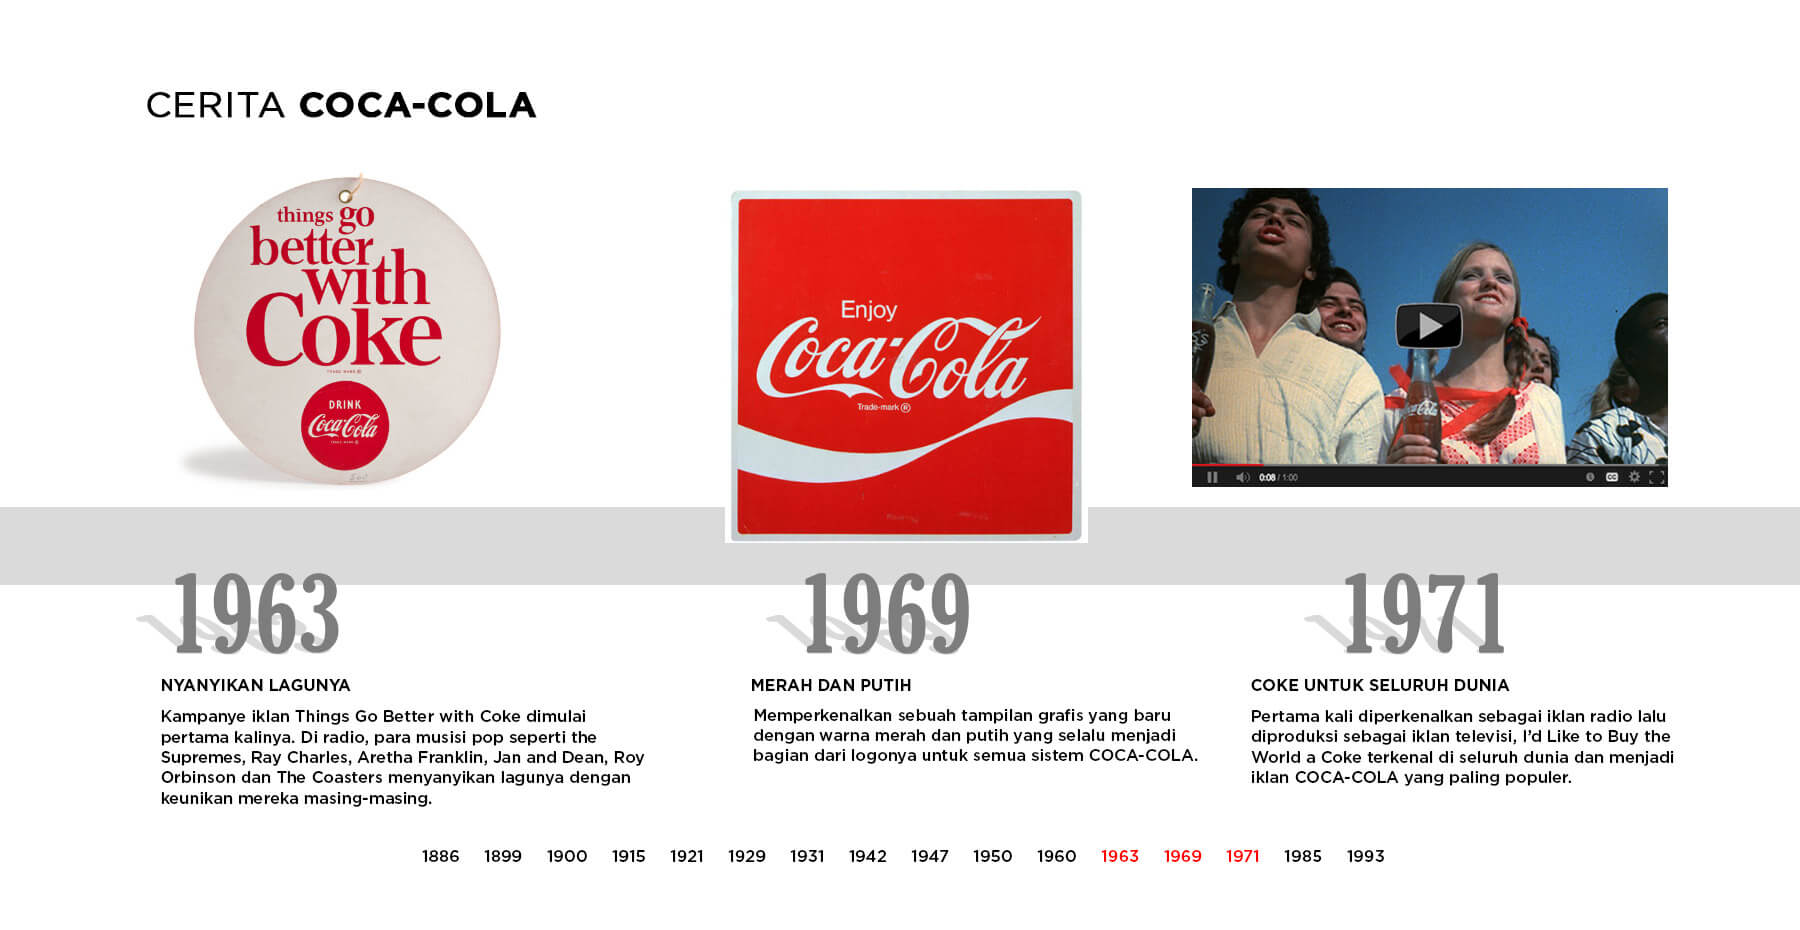 CERITA COCA-COLA
things go
better
with
Coke
TRADE MARK ®
DRINK
Coca-Cola
TRADE MARK ®
Enjoy
Coca-Cola
Trade-mark ®
Coca-Cola
0:08 / 1:00
CC
1963
NYANYIKAN LAGUNYA
Kampanye iklan Things Go Better with Coke dimulai
pertama kalinya. Di radio, para musisi pop seperti the
Supremes, Ray Charles, Aretha Franklin, Jan and Dean, Roy
Orbinson dan The Coasters menyanyikan lagunya dengan
keunikan mereka masing-masing.
1969
MERAH DAN PUTIH
Memperkenalkan sebuah tampilan grafis yang baru
dengan warna merah dan putih yang selalu menjadi
bagian dari logonya untuk semua sistem COCA-COLA.
1971
COKE UNTUK SELURUH DUNIA
Pertama kali diperkenalkan sebagai iklan radio lalu
diproduksi sebagai iklan televisi, I’d Like to Buy the
World a Coke terkenal di seluruh dunia dan menjadi
iklan COCA-COLA yang paling populer.
1886 1899 1900 1915 1921 1929 1931 1942 1947 1950 1960 1963 1969 1971 1985 1993